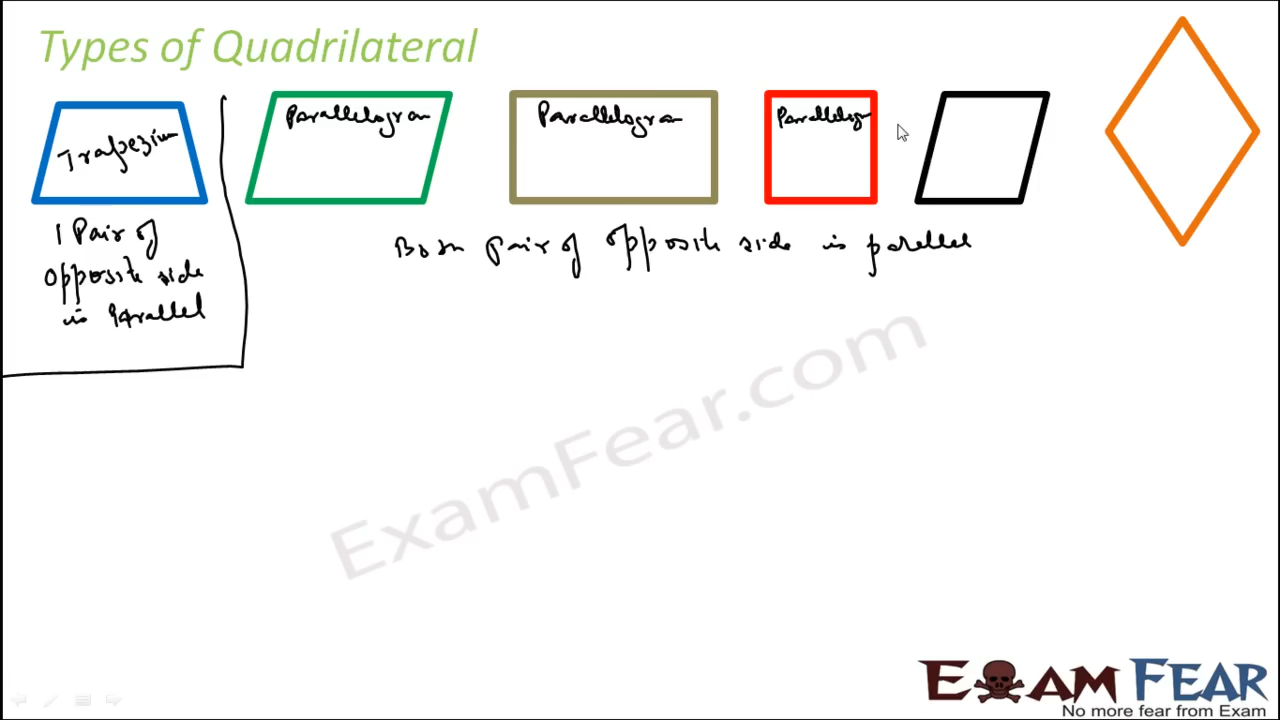 Types of Quadrilateral
Trapezium
Parallelogram
Parallelogram
Parallelogr
1 Pair of
opposite side
is Parallel
Both pair of opposite side is parallel
ExamFear.com
EXAM FEAR
No more fear from Exam